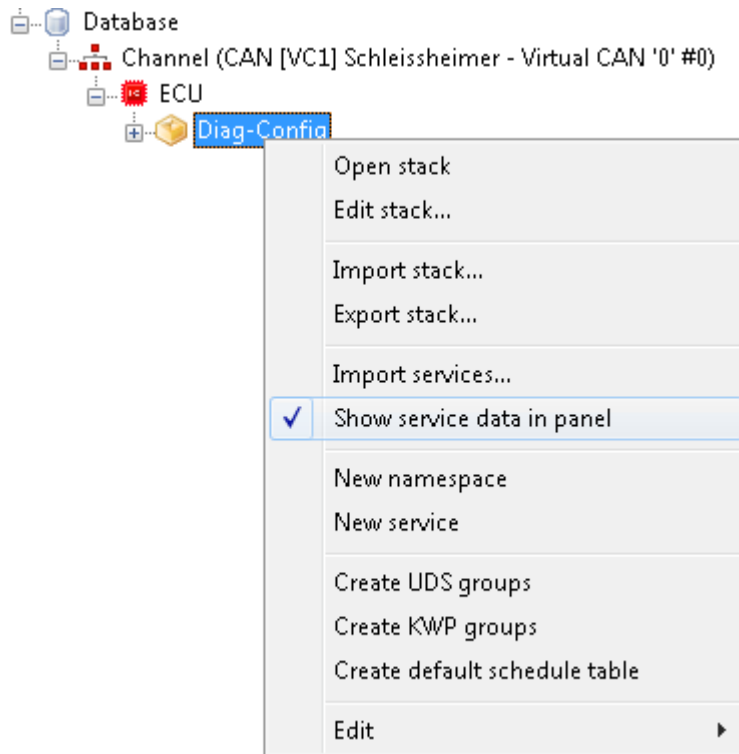 Database
Channel (CAN [VC1] Schleissheimer - Virtual CAN '0' #0)
ECU
Diag-Config
Open stack
Edit stack...
Import stack...
Export stack...
Import services...
Show service data in panel
New namespace
New service
Create UDS groups
Create KWP groups
Create default schedule table
Edit